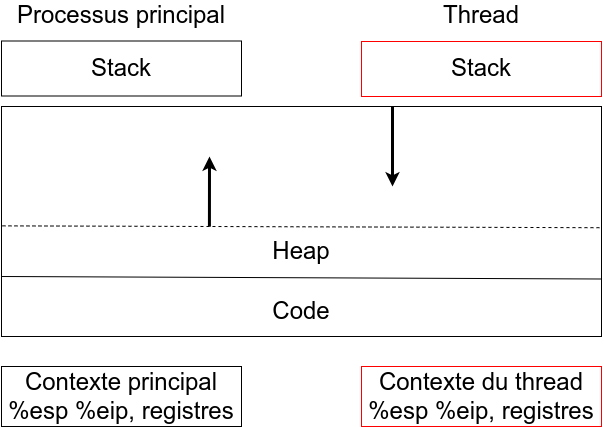 Processus principal
Thread
Stack
Stack
Heap
Code
Contexte principal
%esp %eip, registres
Contexte du thread
%esp %eip, registres